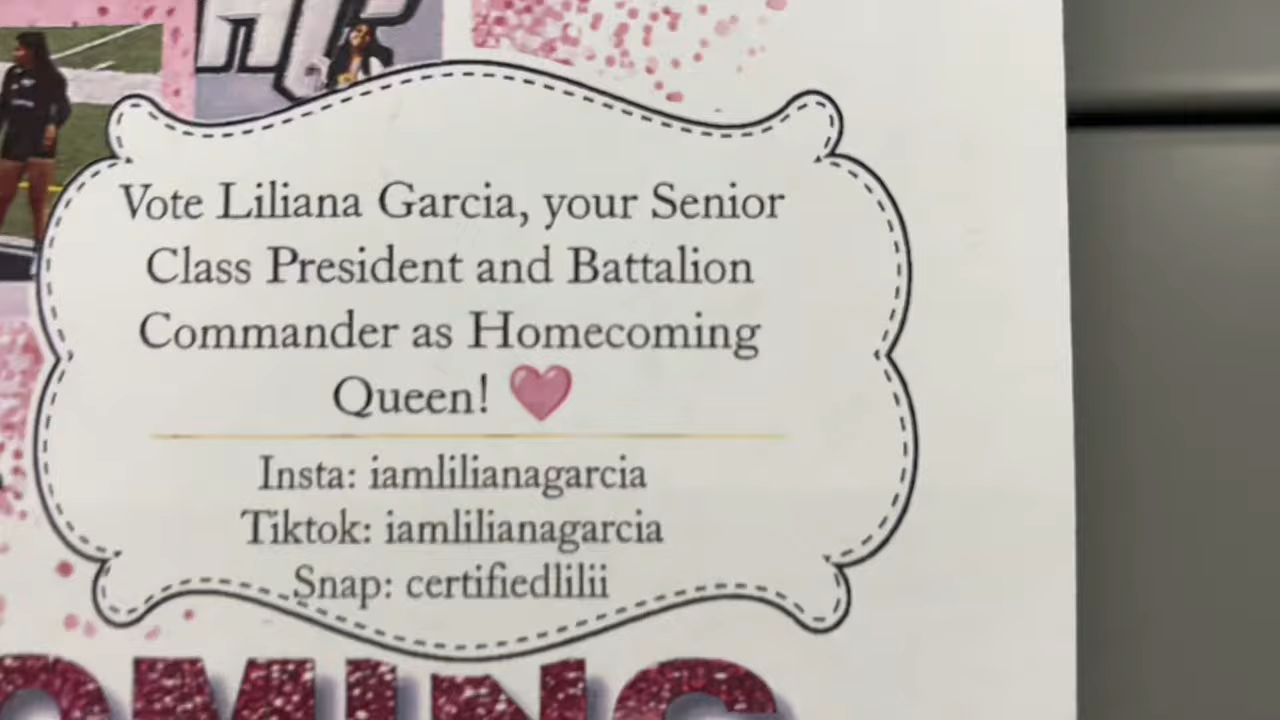 Vote Liliana Garcia, your Senior
Class President and Battalion
Commander as Homecoming
Queen! 🩷
Insta: iamlilianagarcia
Tiktok: iamlilianagarcia
Snap: certifiedlilii
OMING